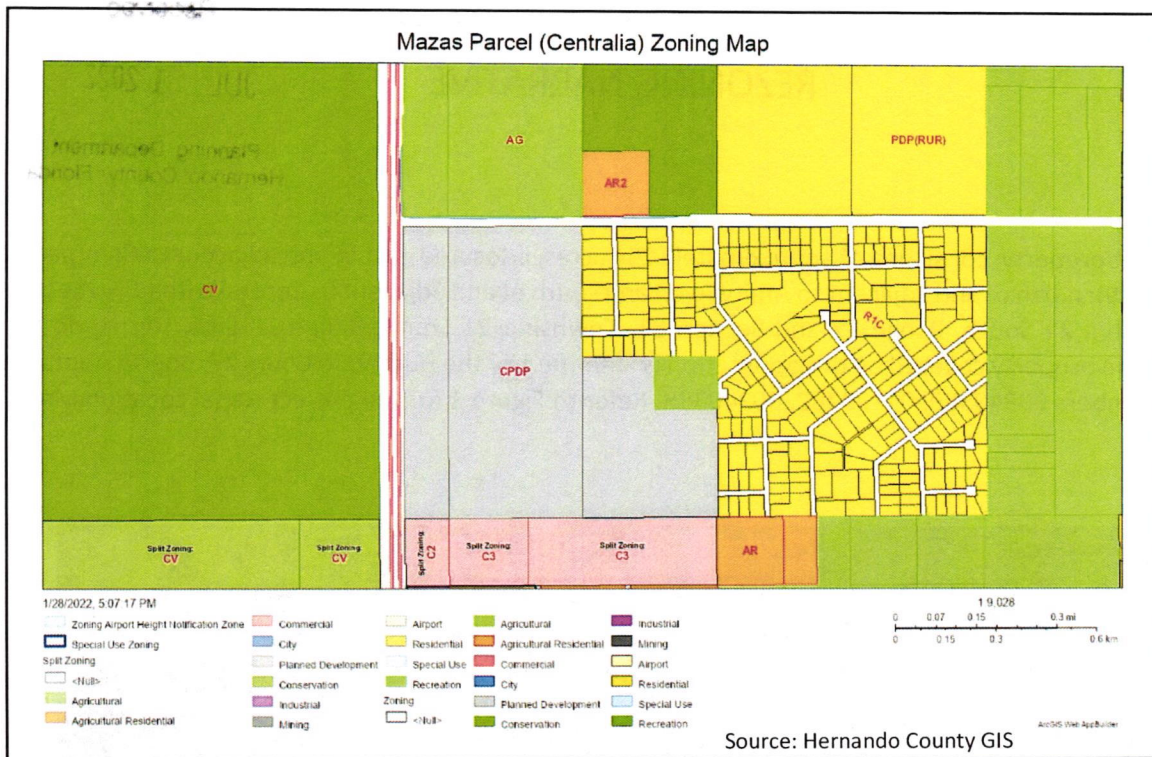 Mazas Parcel (Centralia) Zoning Map
AG
PDP(RUR)
AR2
CV
R1C
CPDP
Split Zoning:
CV
Split Zoning:
CV
Split Zoning:
C2
Split Zoning:
C3
Split Zoning:
C3
AR
1/28/2022, 5:07:17 PM
Zoning Airport Height Notification Zone
Special Use Zoning
Split Zoning
<Null>
Agricultural
Agricultural Residential
Commercial
City
Planned Development
Conservation
Industrial
Mining
Airport
Residential
Special Use
Recreation
Zoning
<Null>
Agricultural
Agricultural Residential
Commercial
City
Planned Development
Conservation
Industrial
Mining
Airport
Residential
Special Use
Recreation
1:9,028
0 0.07 0.15 0.3 mi
0 0.15 0.3 0.6 km
ArcGIS Web AppBuilder
Source: Hernando County GIS
Planning Department
Hernando County, Florida